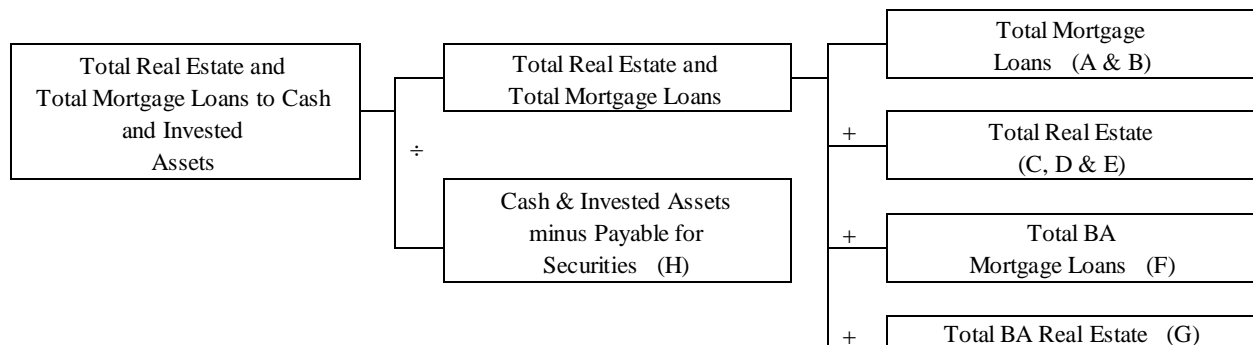 Total Real Estate and
Total Mortgage Loans to Cash
and Invested
Assets
÷
Total Real Estate and
Total Mortgage Loans
Cash & Invested Assets
minus Payable for
Securities (H)
Total Mortgage
Loans (A & B)
+
Total Real Estate
(C, D & E)
+
Total BA
Mortgage Loans (F)
+
Total BA Real Estate (G)